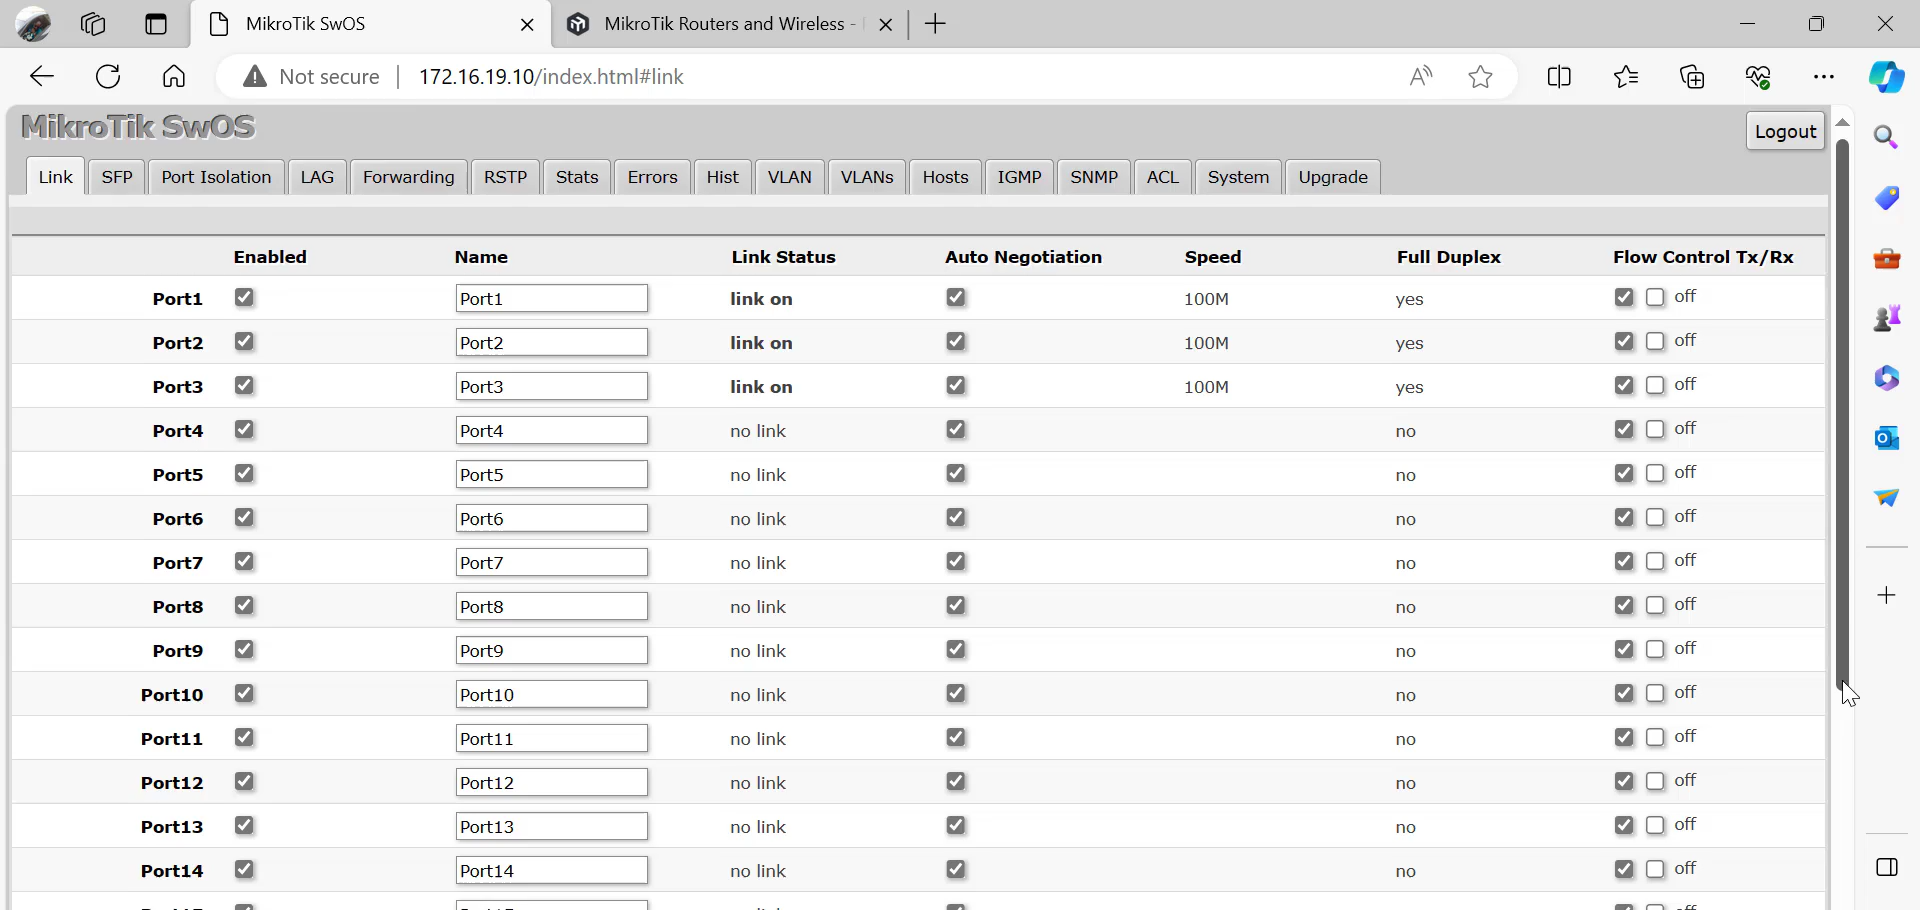 MikroTik SwOS
MikroTik Routers and Wireless -
Not secure
172.16.19.10/index.html#link
MikroTik SwOS
Logout
Link SFP Port Isolation LAG Forwarding RSTP Stats Errors Hist VLAN VLANs Hosts IGMP SNMP ACL System Upgrade
Enabled Name Link Status Auto Negotiation Speed Full Duplex Flow Control Tx/Rx
Port1 Port1 link on 100M yes off
Port2 Port2 link on 100M yes off
Port3 Port3 link on 100M yes off
Port4 Port4 no link no off
Port5 Port5 no link no off
Port6 Port6 no link no off
Port7 Port7 no link no off
Port8 Port8 no link no off
Port9 Port9 no link no off
Port10 Port10 no link no off
Port11 Port11 no link no off
Port12 Port12 no link no off
Port13 Port13 no link no off
Port14 Port14 no link no off